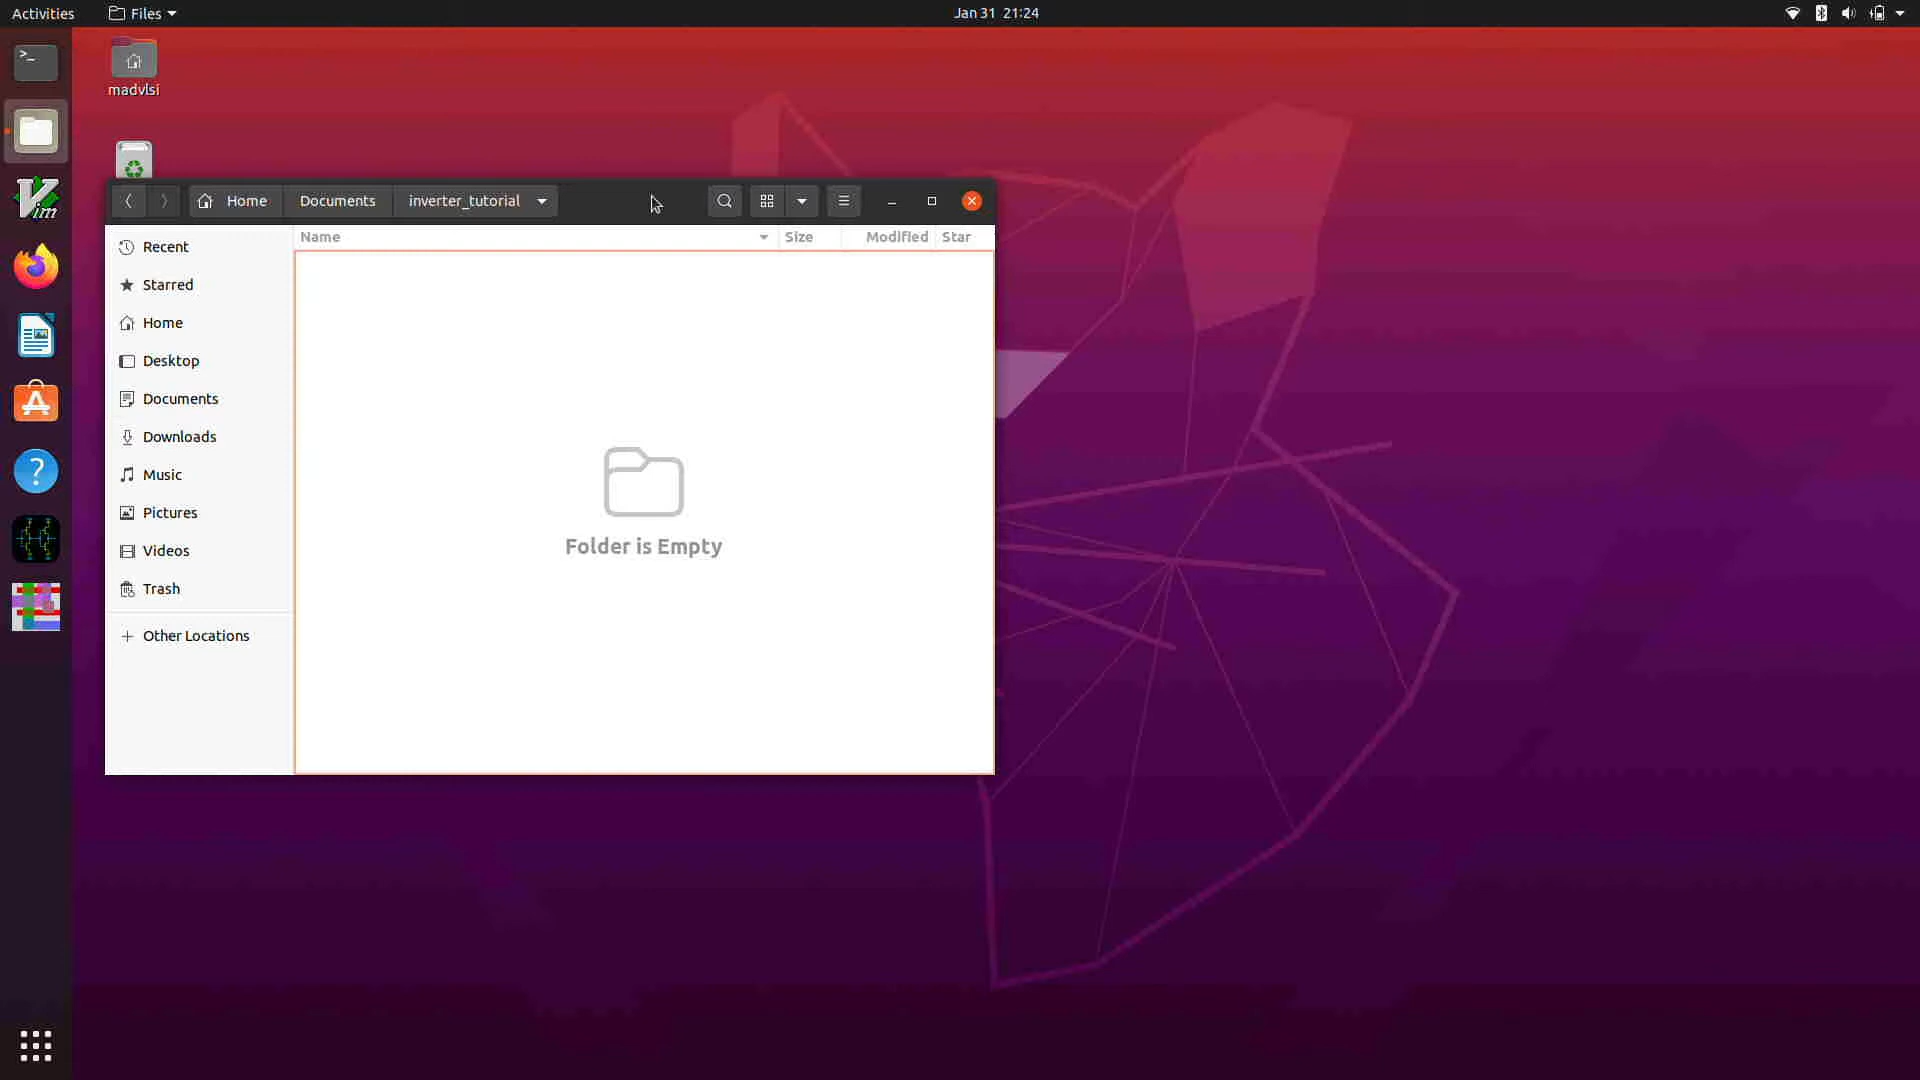 Activities Files Jan 31 21:24
madvlsi
Home Documents inverter_tutorial
Name Size Modified Star
Recent
Starred
Home
Desktop
Documents
Downloads
Music
Pictures
Videos
Trash
Other Locations
Folder is Empty